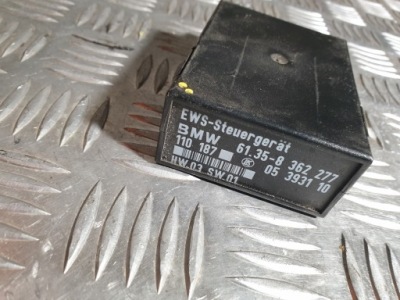 EWS-Steuergerät
BMW 61.35-8 362 277
110 187 05 3931 10
HW.03 SW.01